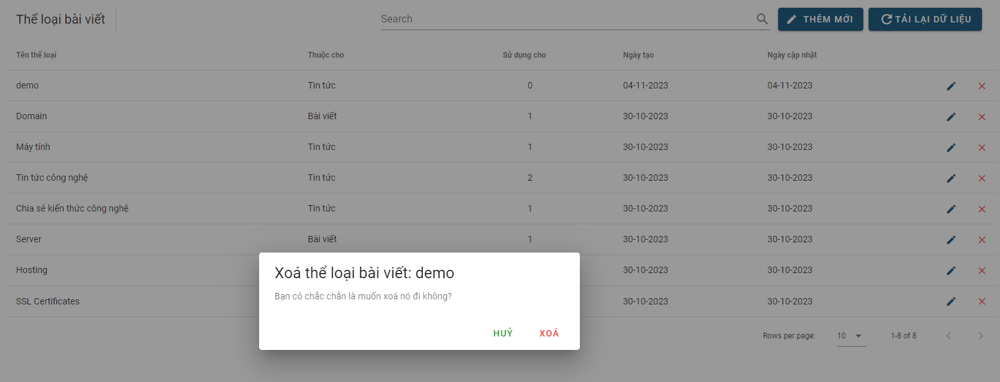 Thể loại bài viết Search THÊM MỚI TẢI LẠI DỮ LIỆU
Tên thể loại Thuộc cho Sử dụng cho Ngày tạo Ngày cập nhật
demo Tin tức 0 04-11-2023 04-11-2023
Domain Bài viết 1 30-10-2023 30-10-2023
Máy tính Tin tức 1 30-10-2023 30-10-2023
Tin tức công nghệ Tin tức 2 30-10-2023 30-10-2023
Chia sẻ kiến thức công nghệ Tin tức 1 30-10-2023 30-10-2023
Server Bài viết 1 30-10-2023 30-10-2023
Hosting 30-10-2023 30-10-2023
SSL Certificates 30-10-2023 30-10-2023
Xoá thể loại bài viết: demo
Bạn có chắc chắn là muốn xoá nó đi không?
HUỶ XOÁ
Rows per page: 10 1-8 of 8